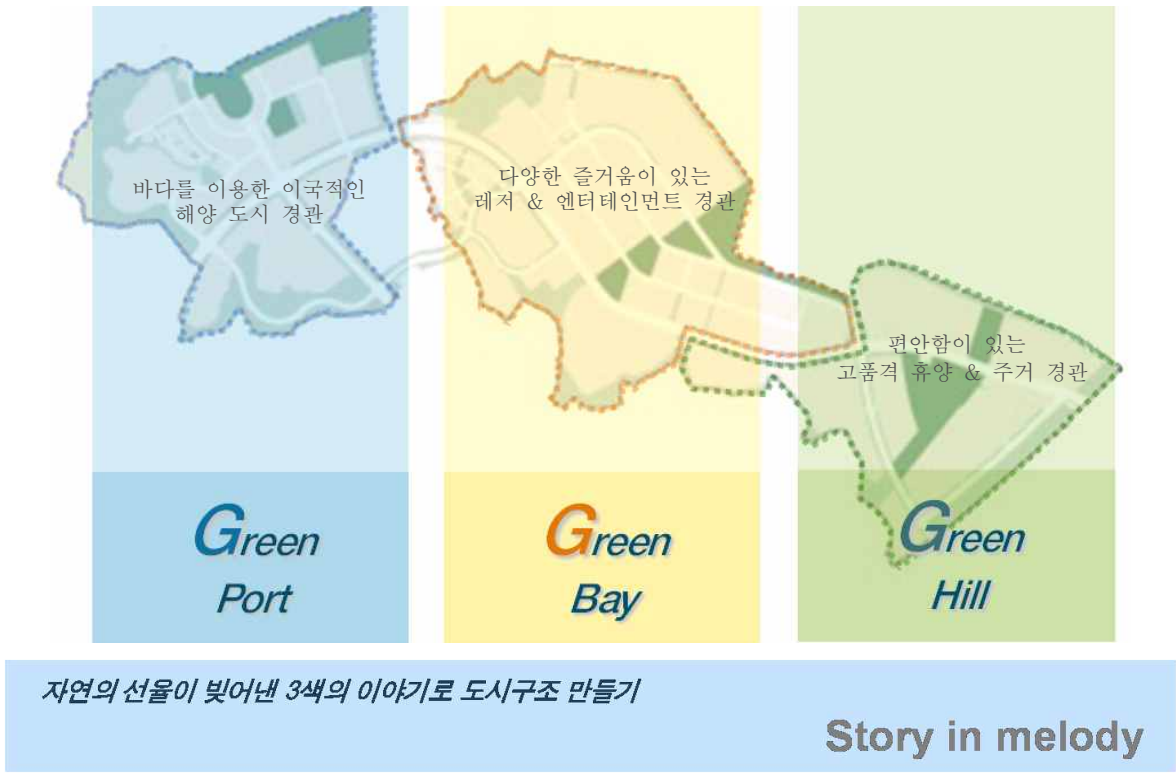 바다를 이용한 이국적인
해양 도시 경관
다양한 즐거움이 있는
레저 & 엔터테인먼트 경관
편안함이 있는
고품격 휴양 & 주거 경관
Green
Port
Green
Bay
Green
Hill
자연의 선율이 빚어낸 3색의 이야기로 도시구조 만들기
Story in melody